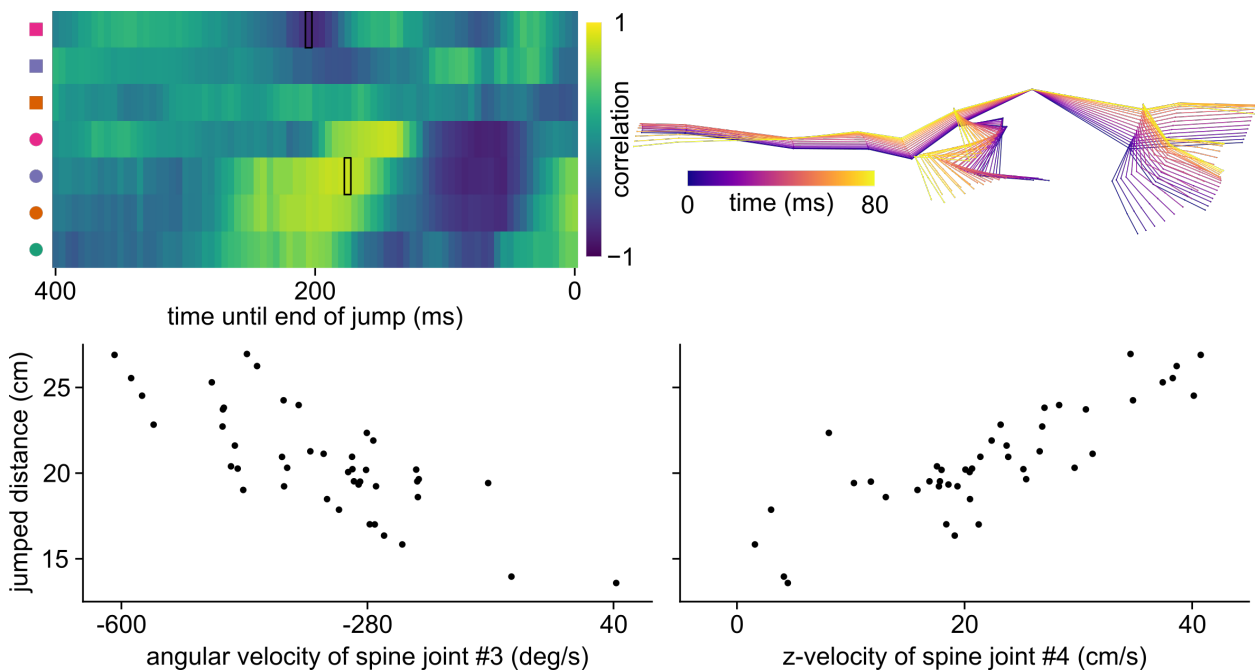 1
correlation
−1
400
200
0
time until end of jump (ms)
0
time (ms)
80
jumped distance (cm)
25
20
15
-600
-280
40
angular velocity of spine joint #3 (deg/s)
0
20
40
z-velocity of spine joint #4 (cm/s)